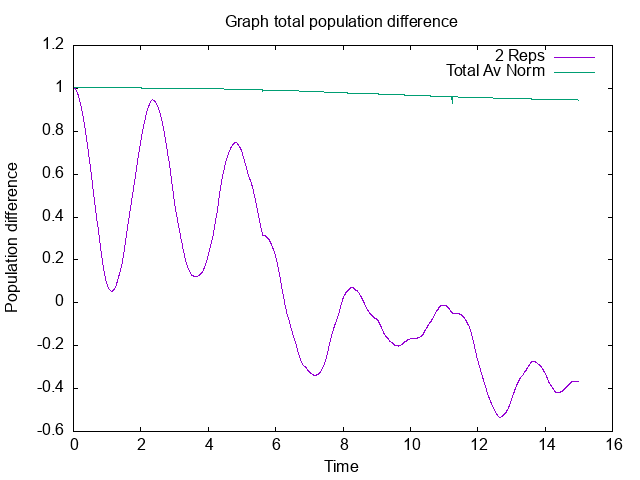 Graph total population difference
2 Reps
Total Av Norm
Population difference
1.2
1
0.8
0.6
0.4
0.2
0
-0.2
-0.4
-0.6
0 2 4 6 8 10 12 14 16
Time